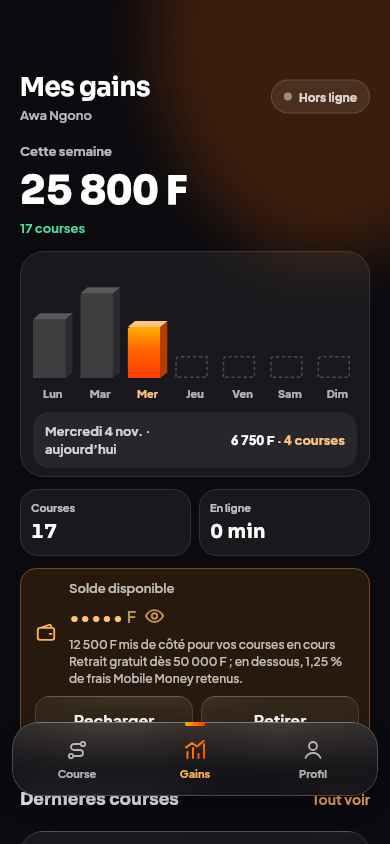 Mes gains
Awa Ngono
Hors ligne
Cette semaine
25 800 F
17 courses
Lun Mar Mer Jeu Ven Sam Dim
Mercredi 4 nov. ·
aujourd'hui
6 750 F · 4 courses
Courses
17
En ligne
0 min
Solde disponible
••••• F
12 500 F mis de côté pour vos courses en cours
Retrait gratuit dès 50 000 F ; en dessous, 1,25 %
de frais Mobile Money retenus.
Recharger Retirer
Course Gains Profil
Dernières courses Tout voir